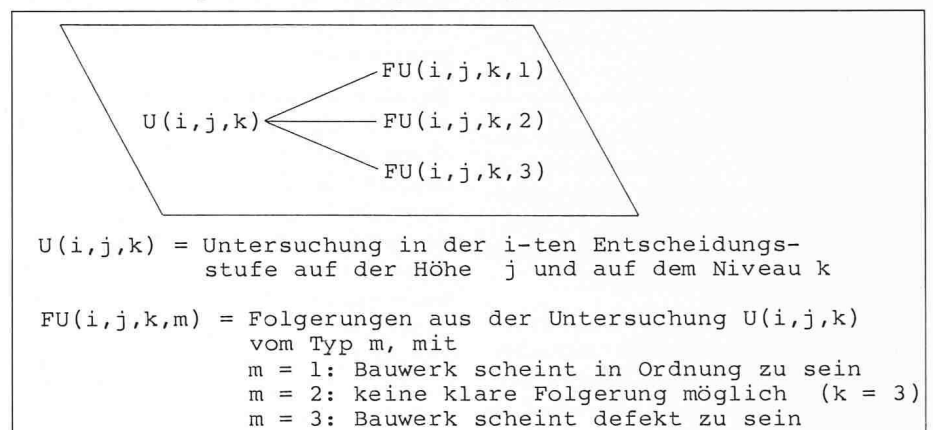 FU(i,j,k,1)
U(i,j,k) FU(i,j,k,2)
FU(i,j,k,3)
U(i,j,k) = Untersuchung in der i-ten Entscheidungs-
stufe auf der Höhe j und auf dem Niveau k
FU(i,j,k,m) = Folgerungen aus der Untersuchung U(i,j,k)
vom Typ m, mit
m = 1: Bauwerk scheint in Ordnung zu sein
m = 2: keine klare Folgerung möglich (k = 3)
m = 3: Bauwerk scheint defekt zu sein